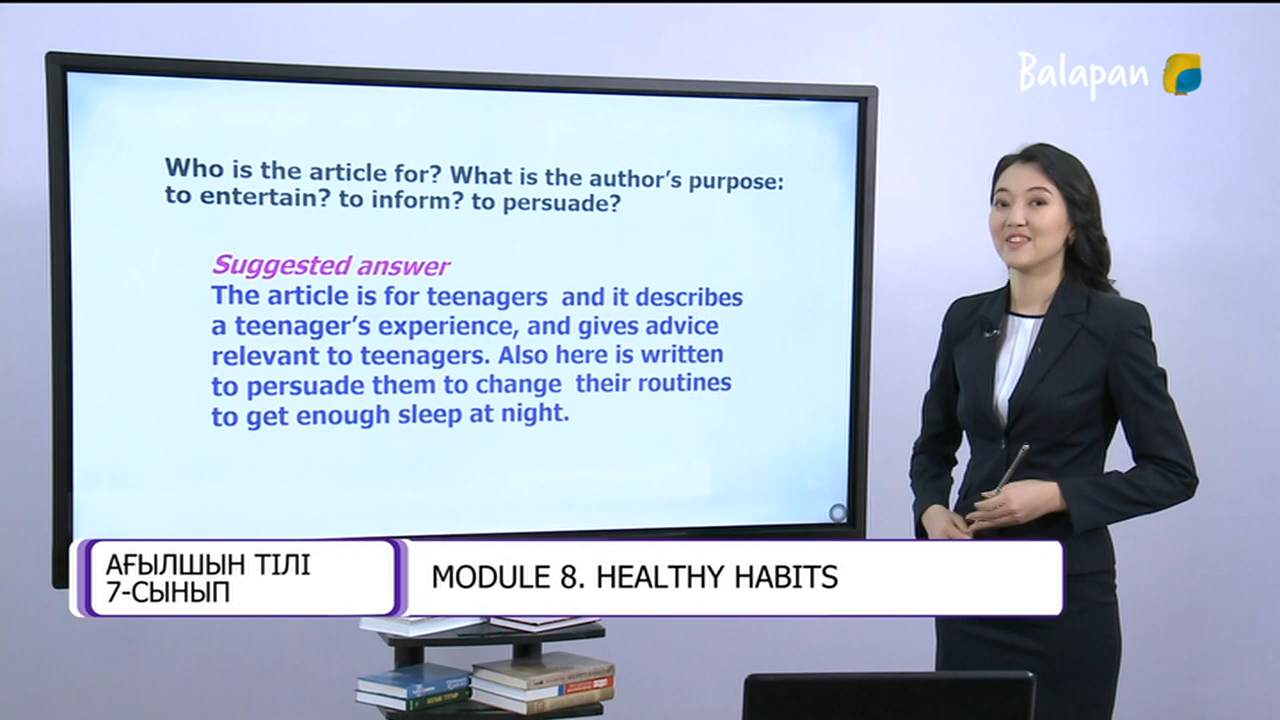 Balapan
Who is the article for? What is the author’s purpose:
to entertain? to inform? to persuade?
Suggested answer
The article is for teenagers and it describes
a teenager’s experience, and gives advice
relevant to teenagers. Also here is written
to persuade them to change their routines
to get enough sleep at night.
АҒЫЛШЫН ТІЛІ
7-СЫНЫП
MODULE 8. HEALTHY HABITS